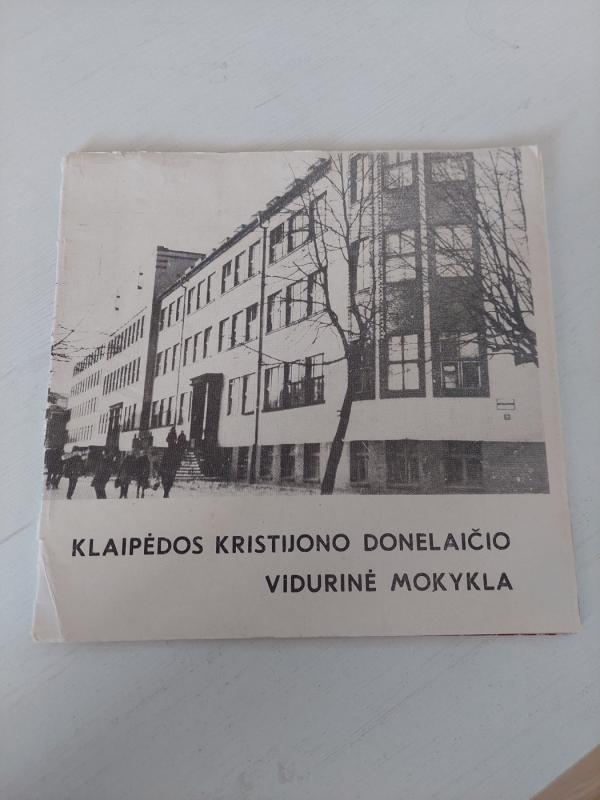 KLAIPĖDOS KRISTIJONO DONELAIČIO
VIDURINĖ MOKYKLA